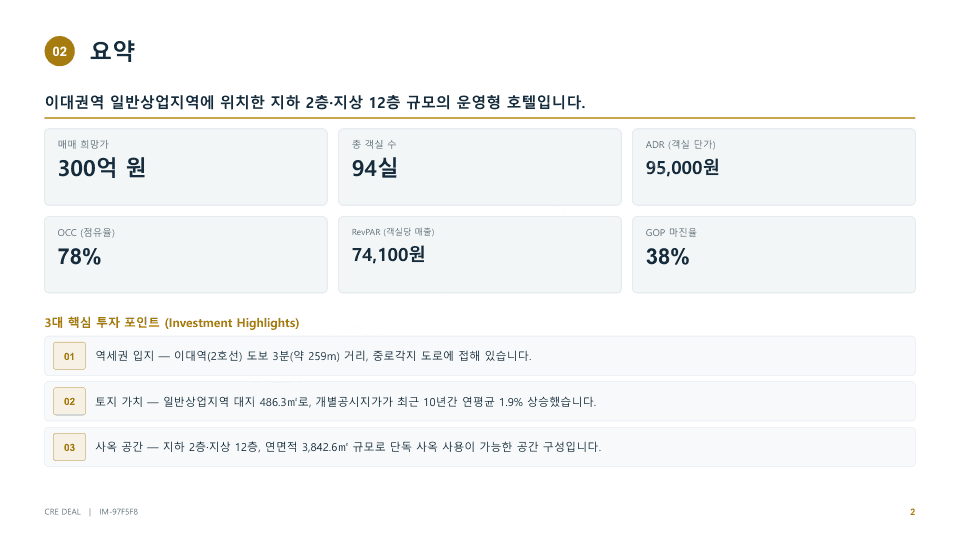 02 요약
이대권역 일반상업지역에 위치한 지하 2층·지상 12층 규모의 운영형 호텔입니다.
매매 희망가
300억 원
총 객실 수
94실
ADR (객실 단가)
95,000원
OCC (점유율)
78%
RevPAR (객실당 매출)
74,100원
GOP 마진율
38%
3대 핵심 투자 포인트 (Investment Highlights)
01 역세권 입지 — 이대역(2호선) 도보 3분(약 259m) 거리, 중로각지 도로에 접해 있습니다.
02 토지 가치 — 일반상업지역 대지 486.3㎡로, 개별공시지가가 최근 10년간 연평균 1.9% 상승했습니다.
03 사옥 공간 — 지하 2층·지상 12층, 연면적 3,842.6㎡ 규모로 단독 사옥 사용이 가능한 공간 구성입니다.
CRE DEAL | IM-97F5F8
2